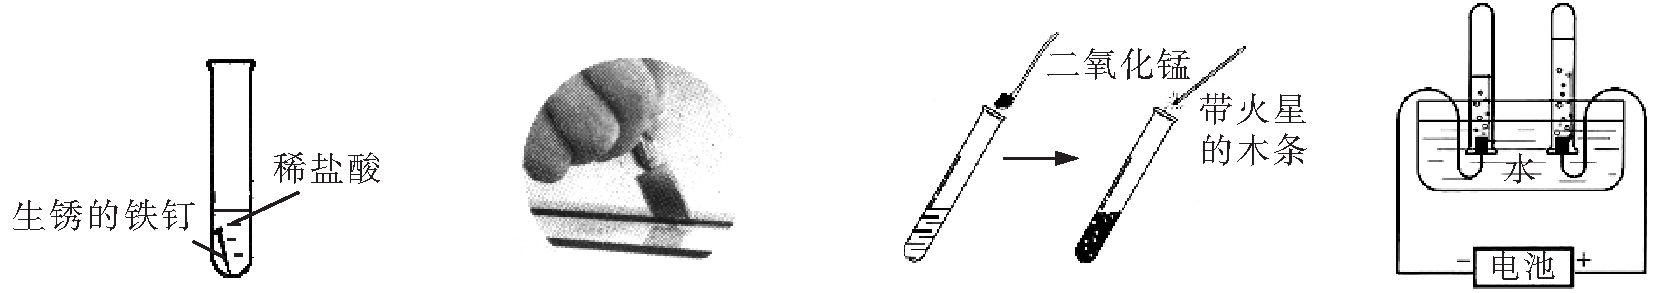 稀盐酸
生锈的铁钉
二氧化锰
带火星
的木条
水
- 电池 +